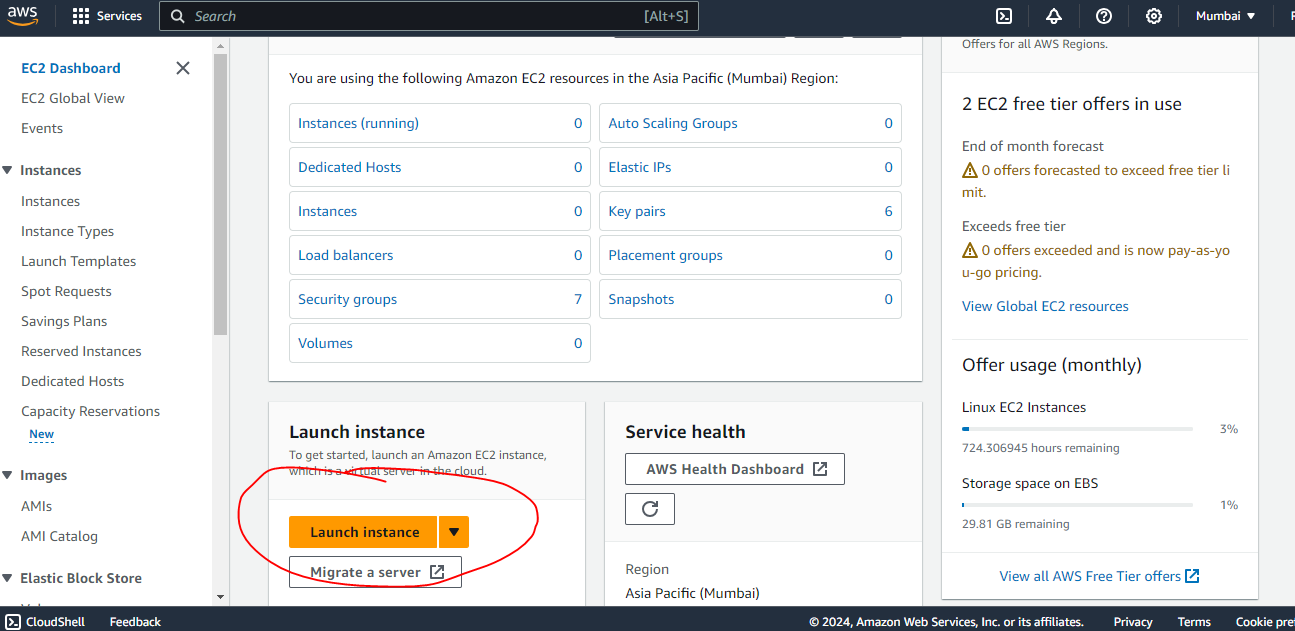 aws
Services
Search
[Alt+S]
Mumbai
EC2 Dashboard
EC2 Global View
Events
Instances
Instances
Instance Types
Launch Templates
Spot Requests
Savings Plans
Reserved Instances
Dedicated Hosts
Capacity Reservations
New
Images
AMIs
AMI Catalog
Elastic Block Store
You are using the following Amazon EC2 resources in the Asia Pacific (Mumbai) Region:
Instances (running) 0
Auto Scaling Groups 0
Dedicated Hosts 0
Elastic IPs 0
Instances 0
Key pairs 6
Load balancers 0
Placement groups 0
Security groups 7
Snapshots 0
Volumes 0
Launch instance
To get started, launch an Amazon EC2 instance,
which is a virtual server in the cloud.
Launch instance
Migrate a server
Service health
AWS Health Dashboard
Region
Asia Pacific (Mumbai)
Offers for all AWS Regions.
2 EC2 free tier offers in use
End of month forecast
0 offers forecasted to exceed free tier li
mit.
Exceeds free tier
0 offers exceeded and is now pay-as-yo
u-go pricing.
View Global EC2 resources
Offer usage (monthly)
Linux EC2 Instances
3%
724.306945 hours remaining
Storage space on EBS
1%
29.81 GB remaining
View all AWS Free Tier offers
CloudShell
Feedback
© 2024, Amazon Web Services, Inc. or its affiliates.
Privacy
Terms
Cookie pre